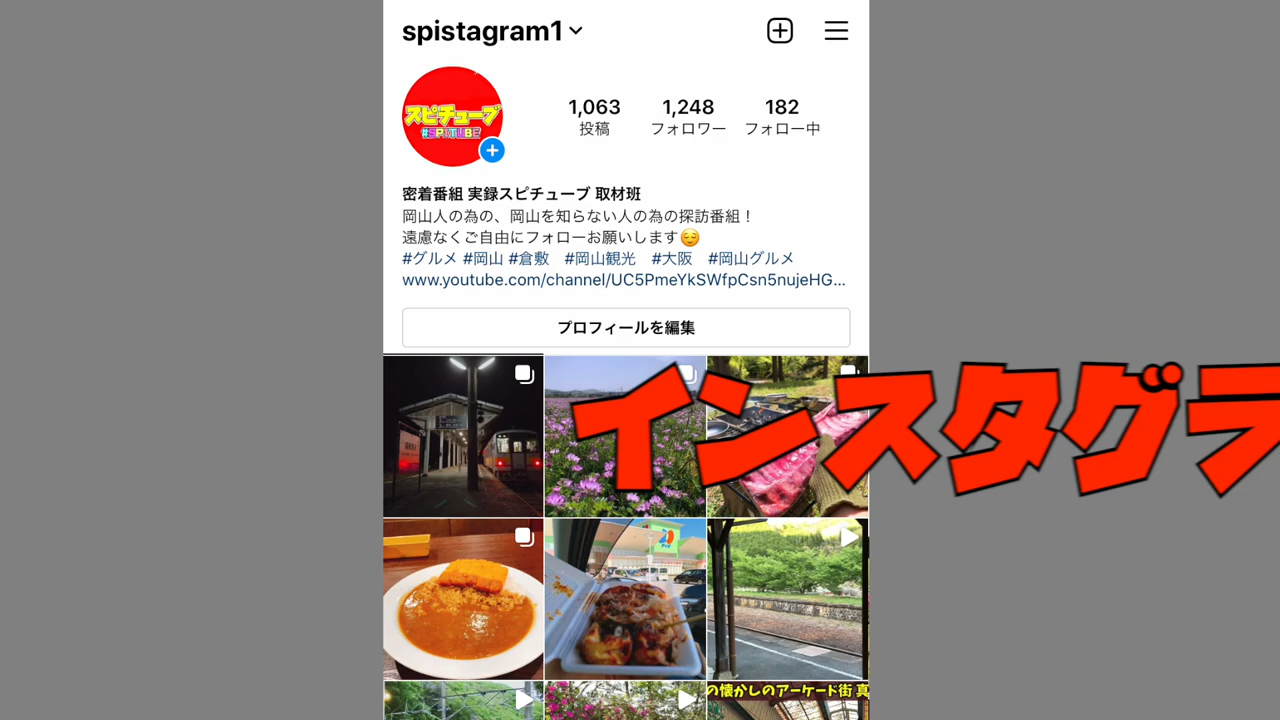 spistagram1
スピチューブ
#SPITUBE
1,063
投稿
1,248
フォロワー
182
フォロー中
密着番組 実録スピチューブ 取材班
岡山人の為の、岡山を知らない人の為の探訪番組！
遠慮なくご自由にフォローお願いします😌
#グルメ #岡山 #倉敷　#岡山観光　#大阪　#岡山グルメ
www.youtube.com/channel/UC5PmeYkSWfpCsn5nujeHG...
プロフィールを編集
インスタグラ
の懐かしのアーケード街 真